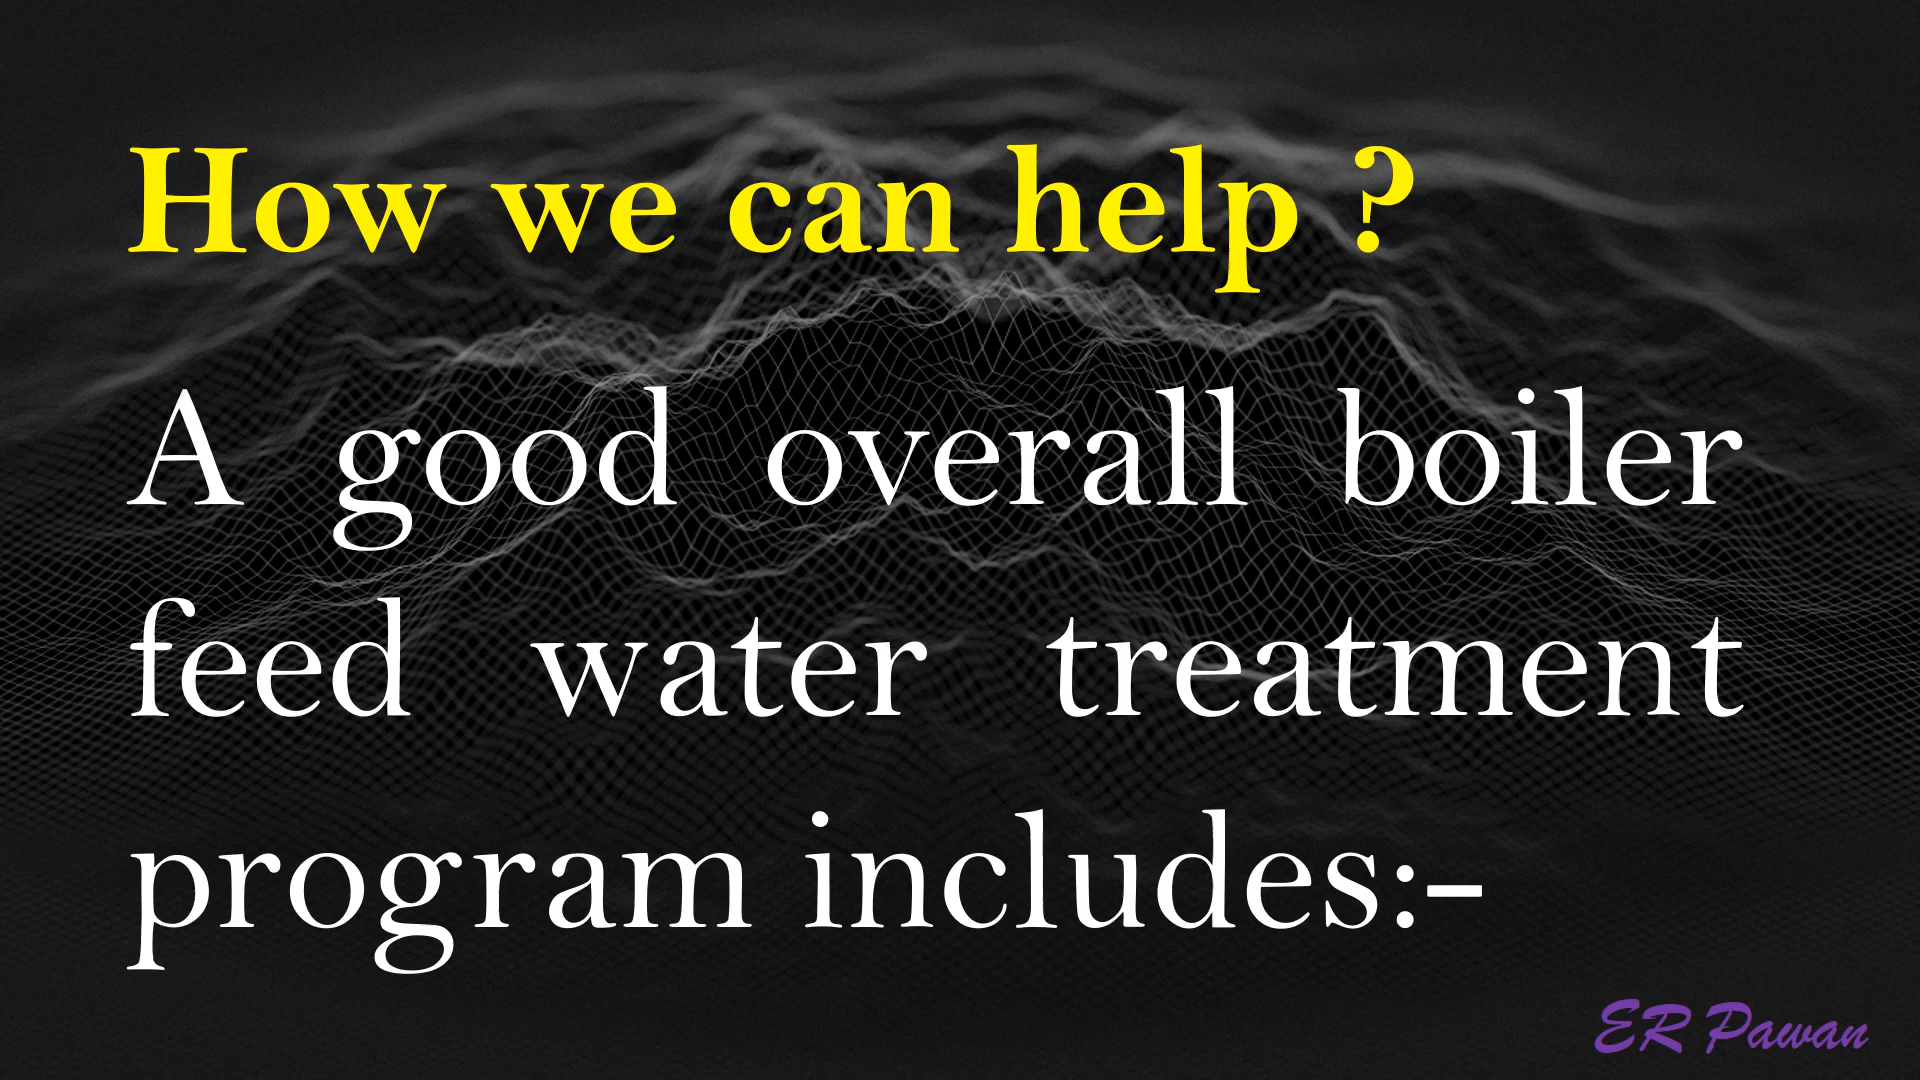 How we can help ?
A good overall boiler
feed water treatment
program includes:-
ER Pawan